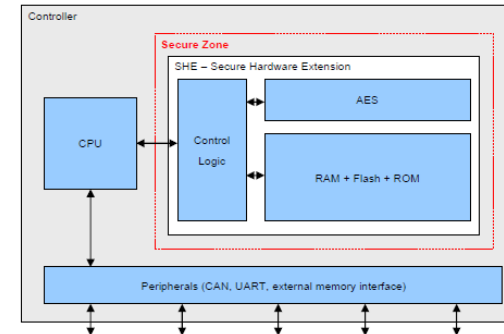 Controller
Secure Zone
SHE – Secure Hardware Extension
CPU
Control
Logic
AES
RAM + Flash + ROM
Peripherals (CAN, UART, external memory interface)